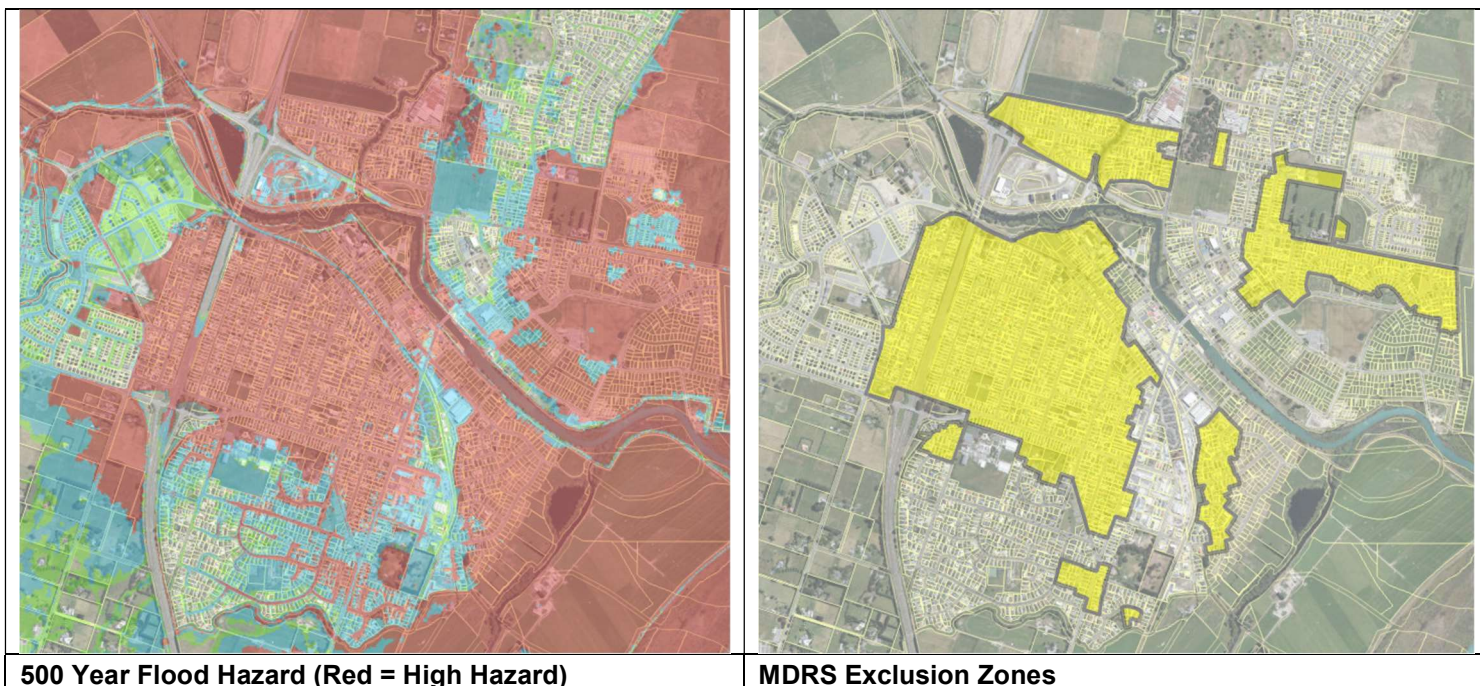 500 Year Flood Hazard (Red = High Hazard)
MDRS Exclusion Zones